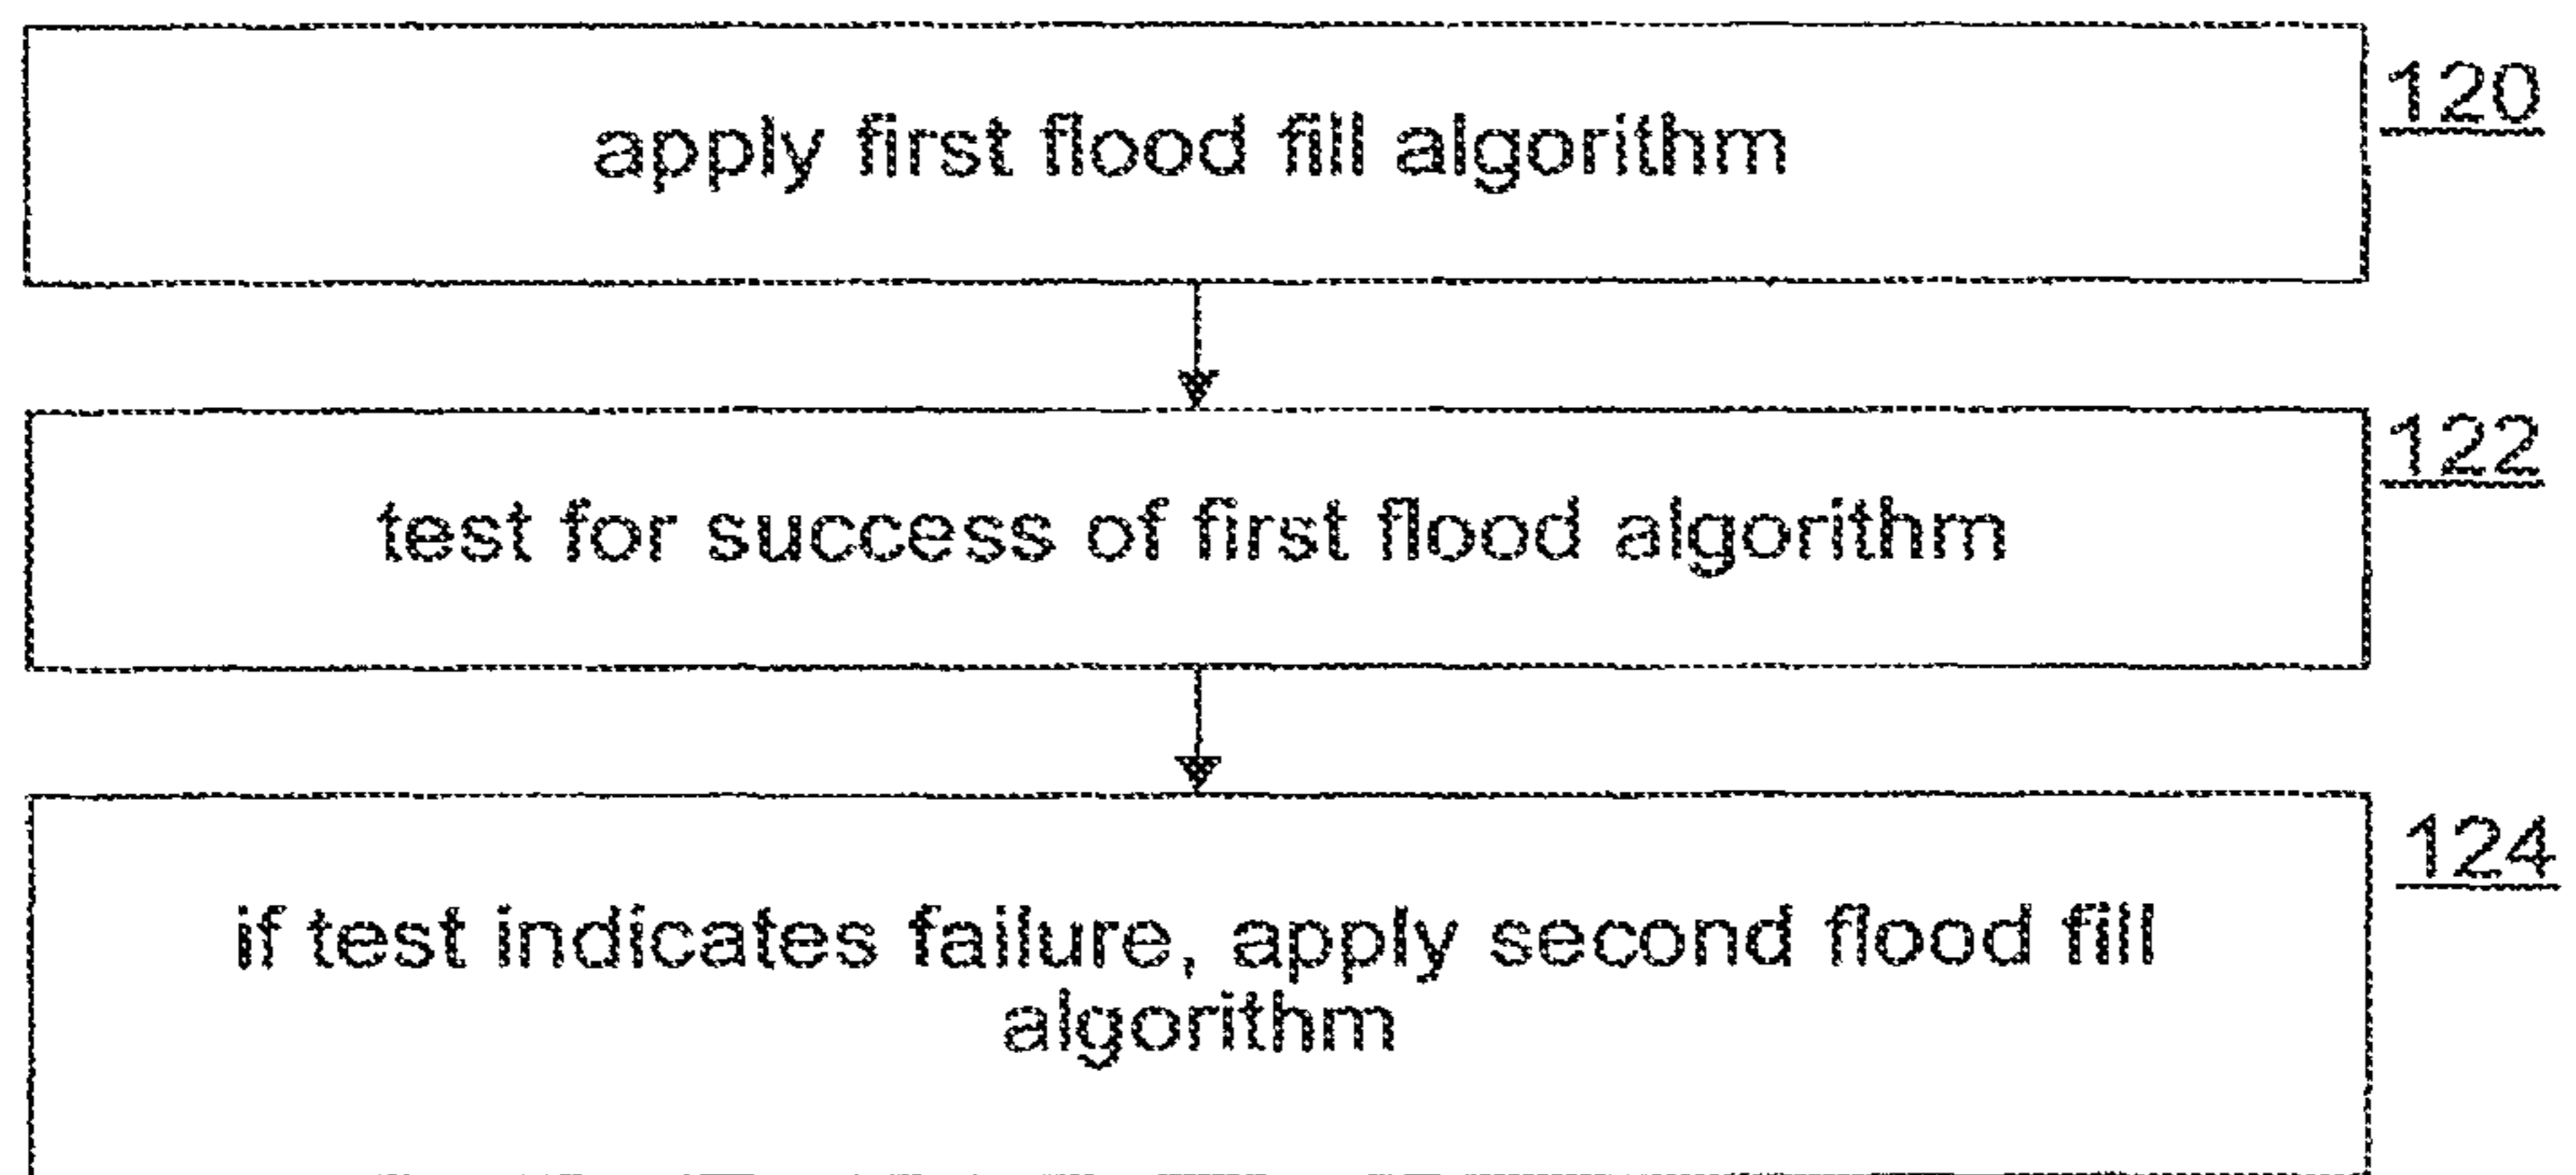 apply first flood fill algorithm
120
test for success of first flood algorithm
122
if test indicates failure, apply second flood fill
algorithm
124